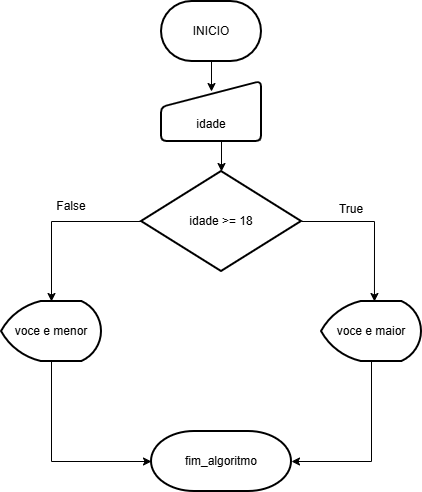 INICIO
idade
idade >= 18
False
True
voce e menor
voce e maior
fim_algoritmo